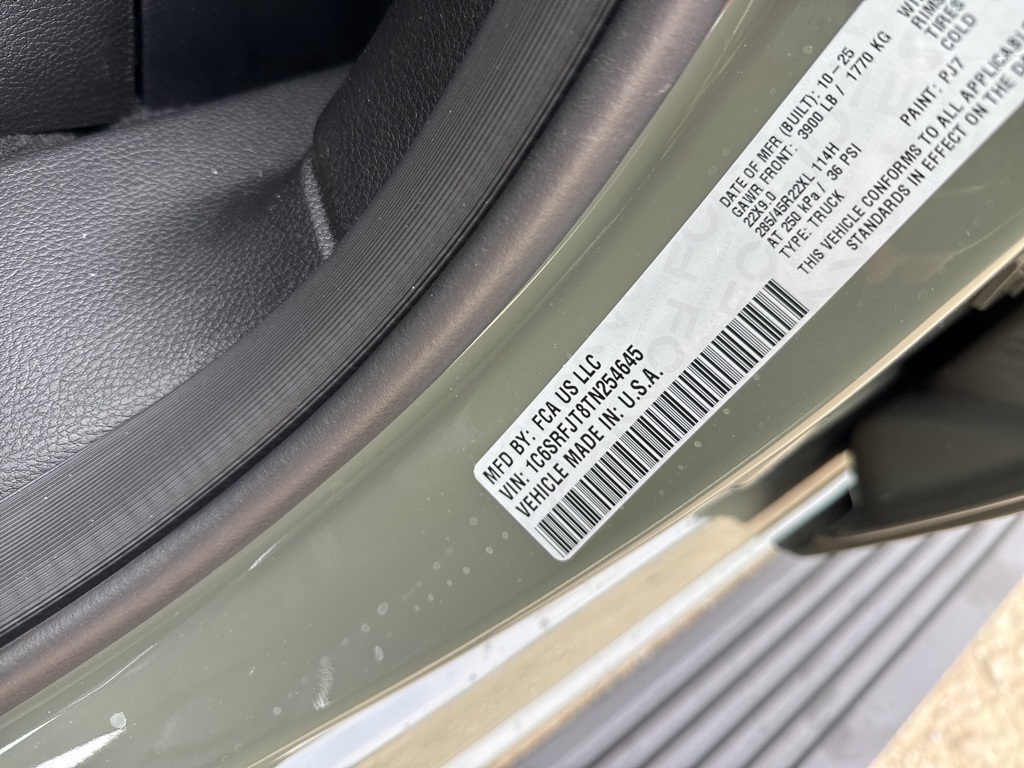 MFD BY: FCA US LLC
VIN: 1C6SRFJT8TN254645
VEHICLE MADE IN: U.S.A.
DATE OF MFR (BUILT): 10-25
GAWR FRONT: 3900 LB / 1770 KG
22X9.0
285/45R22XL 114H
AT 250 kPa / 36 PSI
TYPE: TRUCK
PAINT: PJ7
THIS VEHICLE CONFORMS TO ALL
STANDARDS IN EFFECT ON THE
RIMS
TIRES
COLD